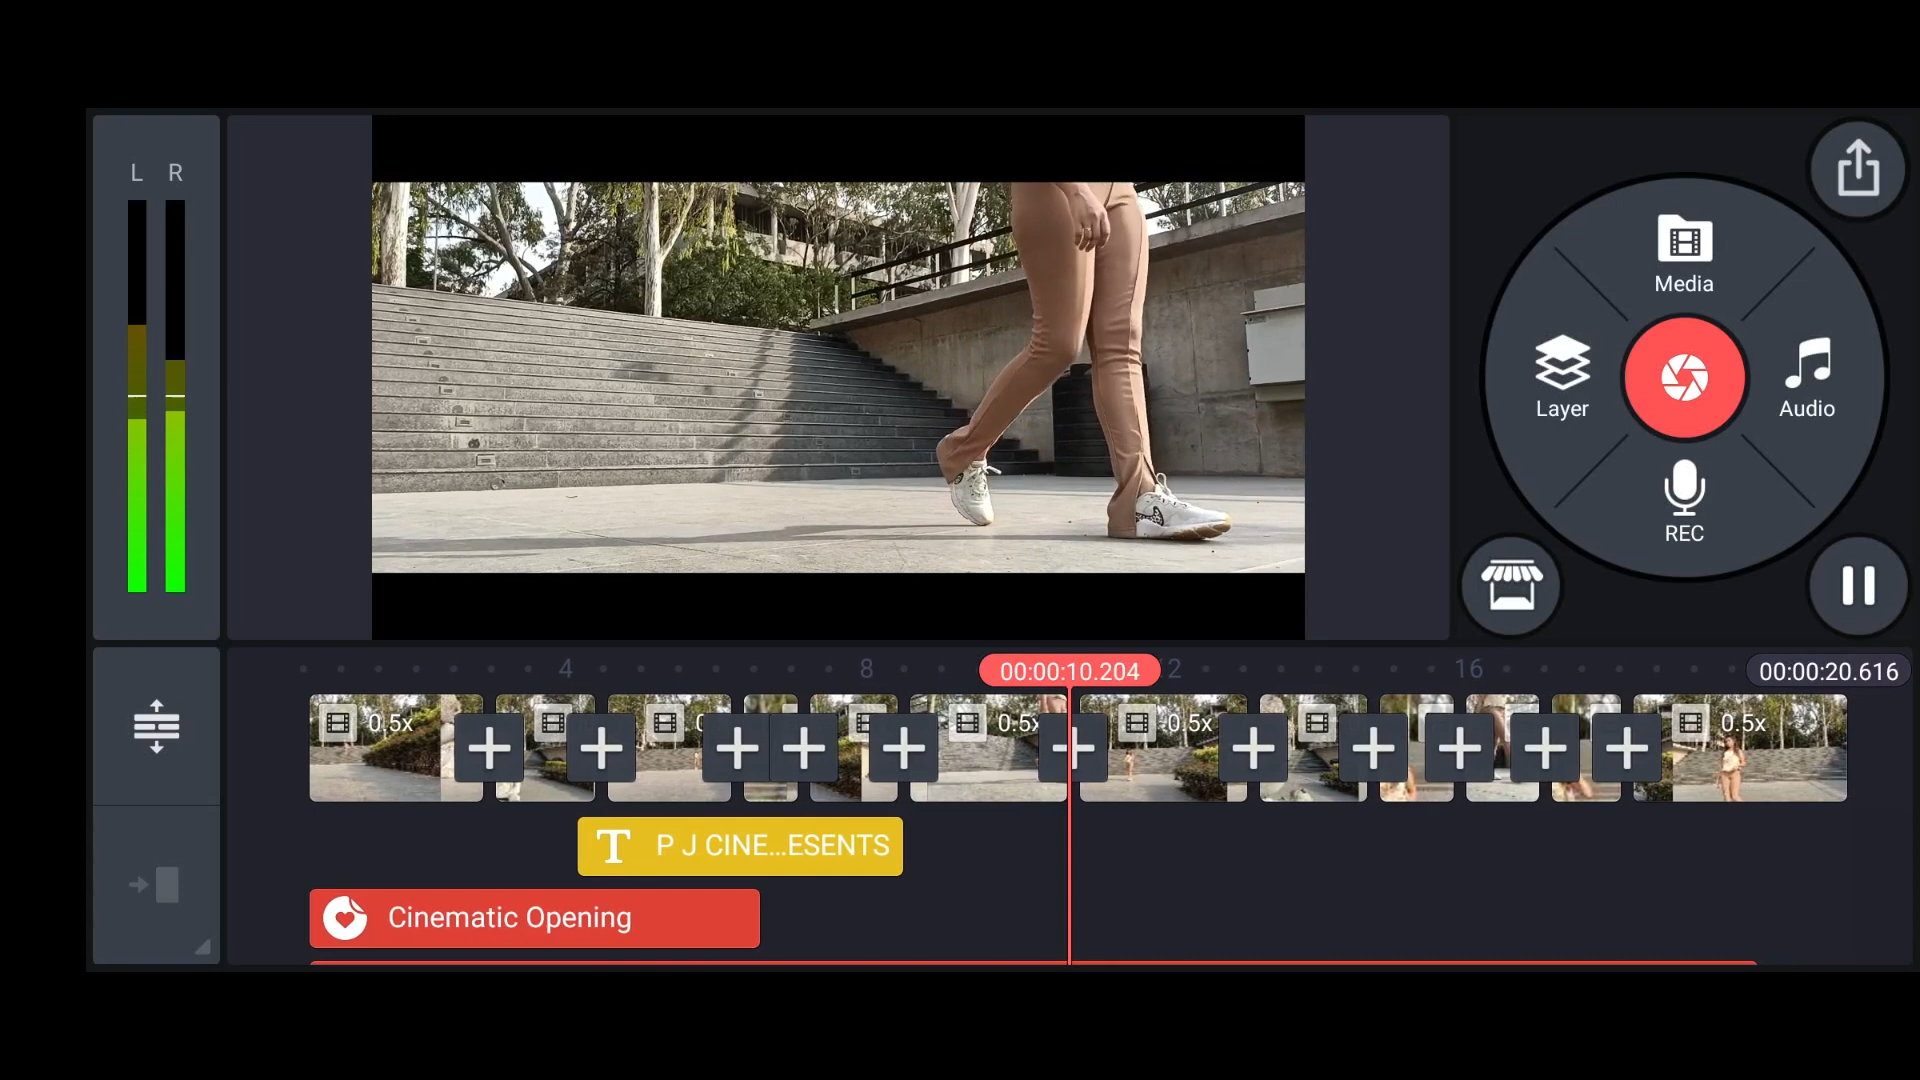 L R
Media
Layer
Audio
REC
4
8
00:00:10.204
2
16
00:00:20.616
0.5x
0.5x
0.5x
0.5x
P J CINE...ESENTS
Cinematic Opening